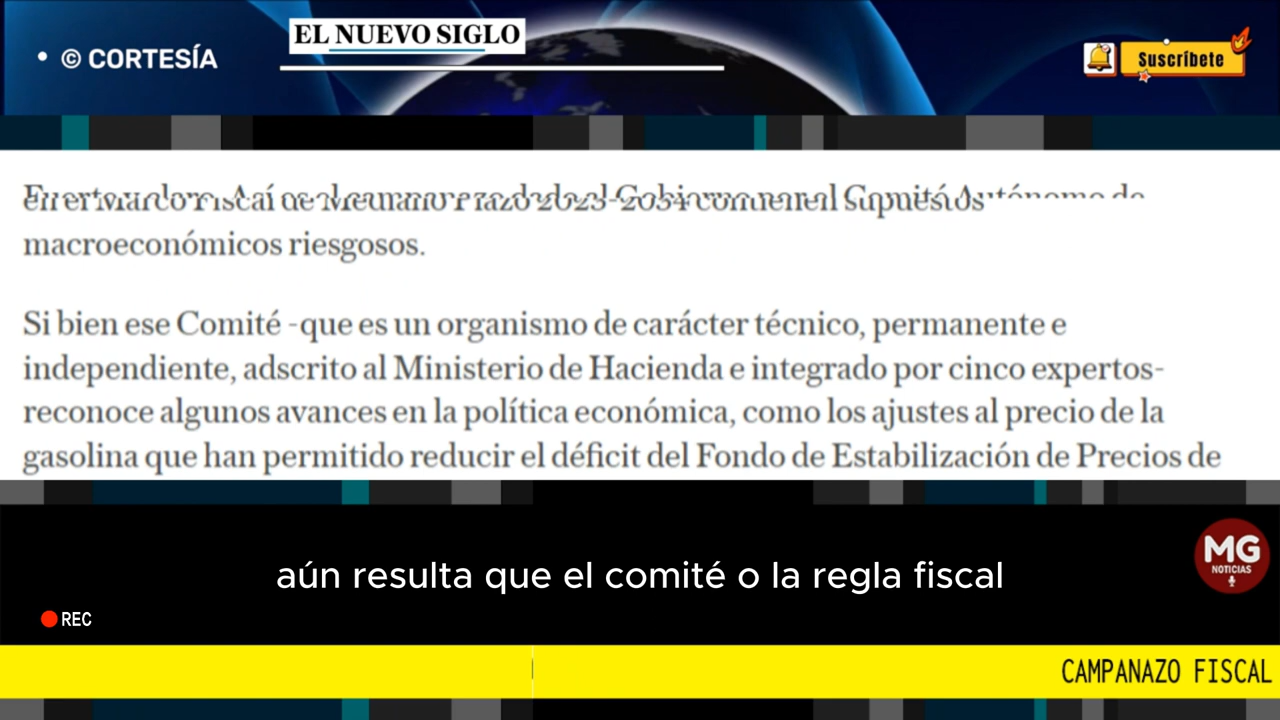 • © CORTESÍA
EL NUEVO SIGLO
Suscríbete
macroeconómicos riesgosos.
Si bien ese Comité -que es un organismo de carácter técnico, permanente e
independiente, adscrito al Ministerio de Hacienda e integrado por cinco expertos-
reconoce algunos avances en la política económica, como los ajustes al precio de la
gasolina que han permitido reducir el déficit del Fondo de Estabilización de Precios de
aún resulta que el comité o la regla fiscal
MG
NOTICIAS
REC
CAMPANAZO FISCAL